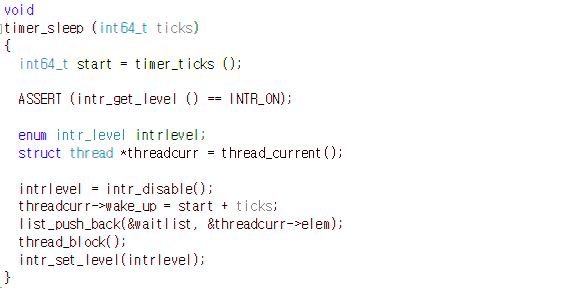 void
timer_sleep (int64_t ticks)
{
  int64_t start = timer_ticks ();
  ASSERT (intr_get_level () == INTR_ON);
  enum intr_level intrlevel;
  struct thread *threadcurr = thread_current();
  intrlevel = intr_disable();
  threadcurr->wake_up = start + ticks;
  list_push_back(&waitlist, &threadcurr->elem);
  thread_block();
  intr_set_level(intrlevel);
}